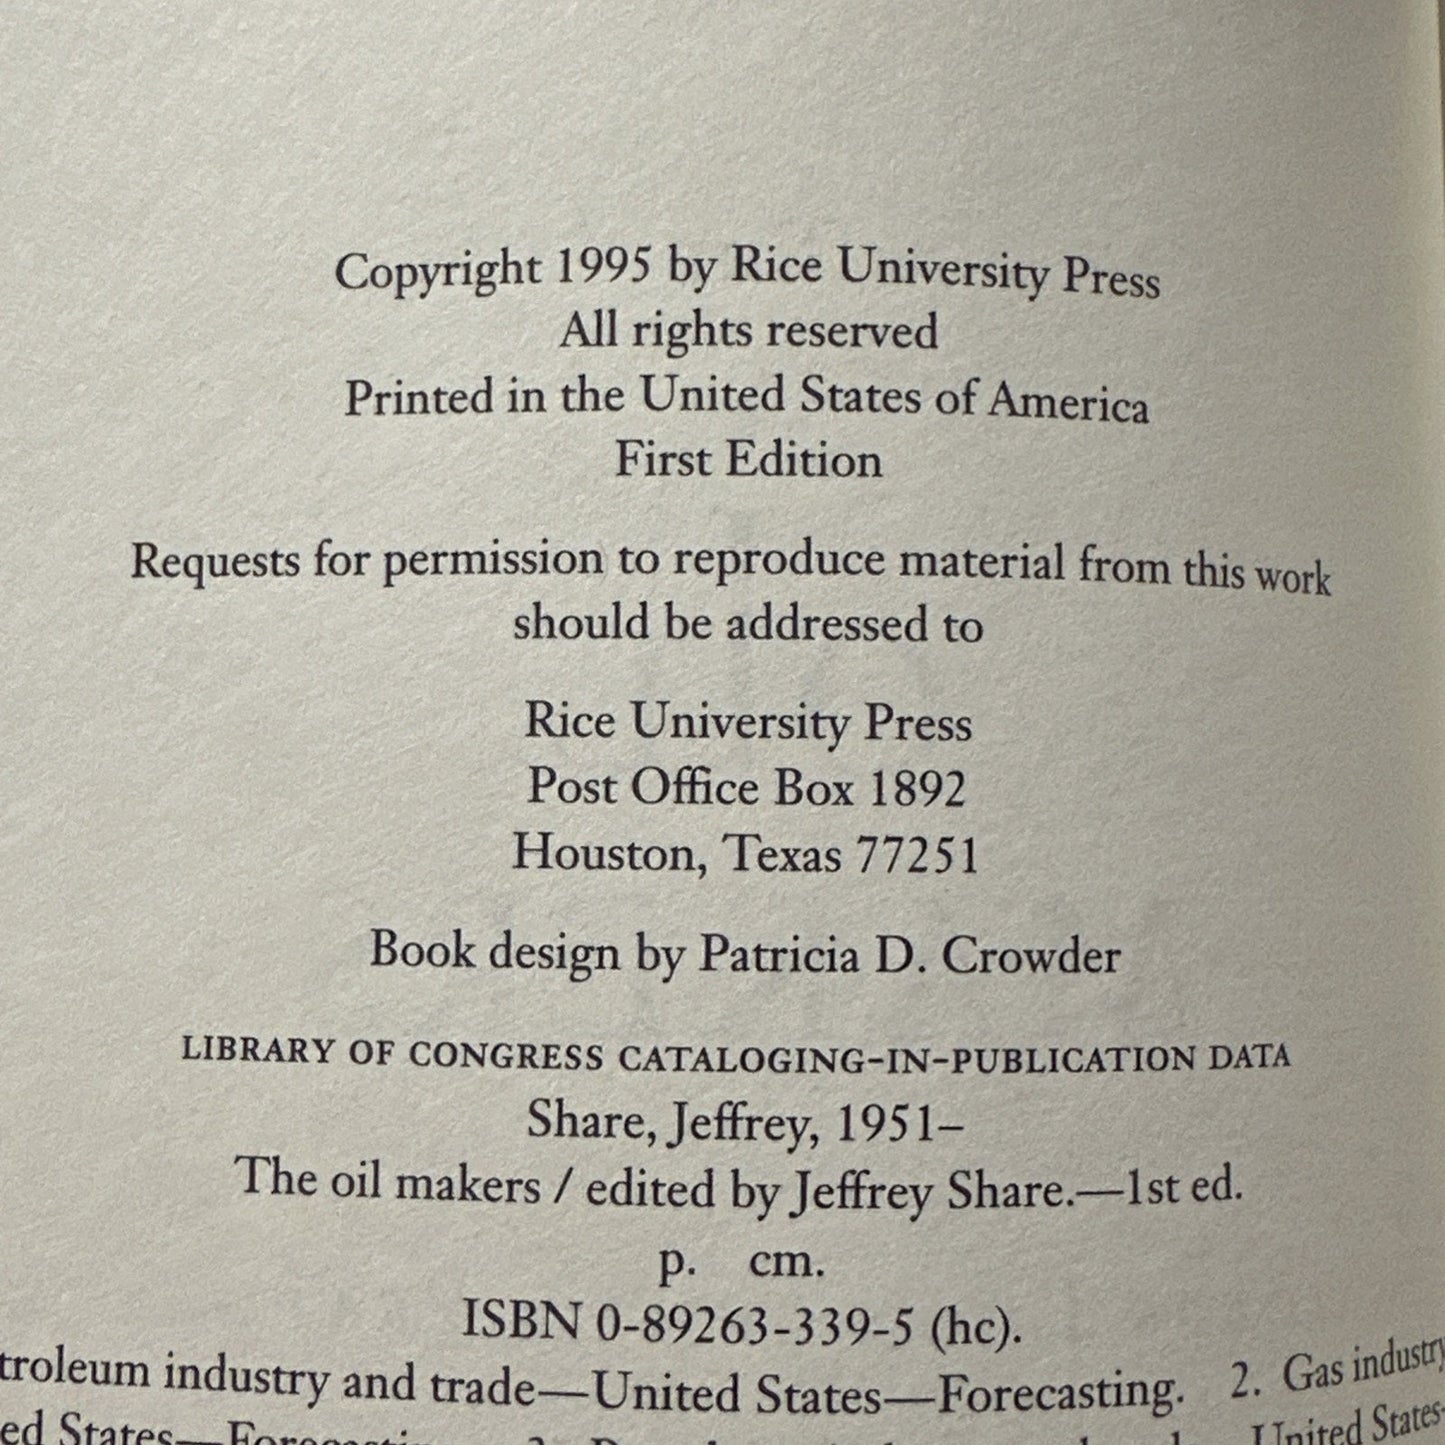 Copyright 1995 by Rice University Press
All rights reserved
Printed in the United States of America
First Edition
Requests for permission to reproduce material from this work
should be addressed to
Rice University Press
Post Office Box 1892
Houston, Texas 77251
Book design by Patricia D. Crowder
LIBRARY OF CONGRESS CATALOGING-IN-PUBLICATION DATA
Share, Jeffrey, 1951–
The oil makers / edited by Jeffrey Share.—1st ed.
p. cm.
ISBN 0-89263-339-5 (hc).
troleum industry and trade—United States—Forecasting. 2. Gas industry
ed States— United States-